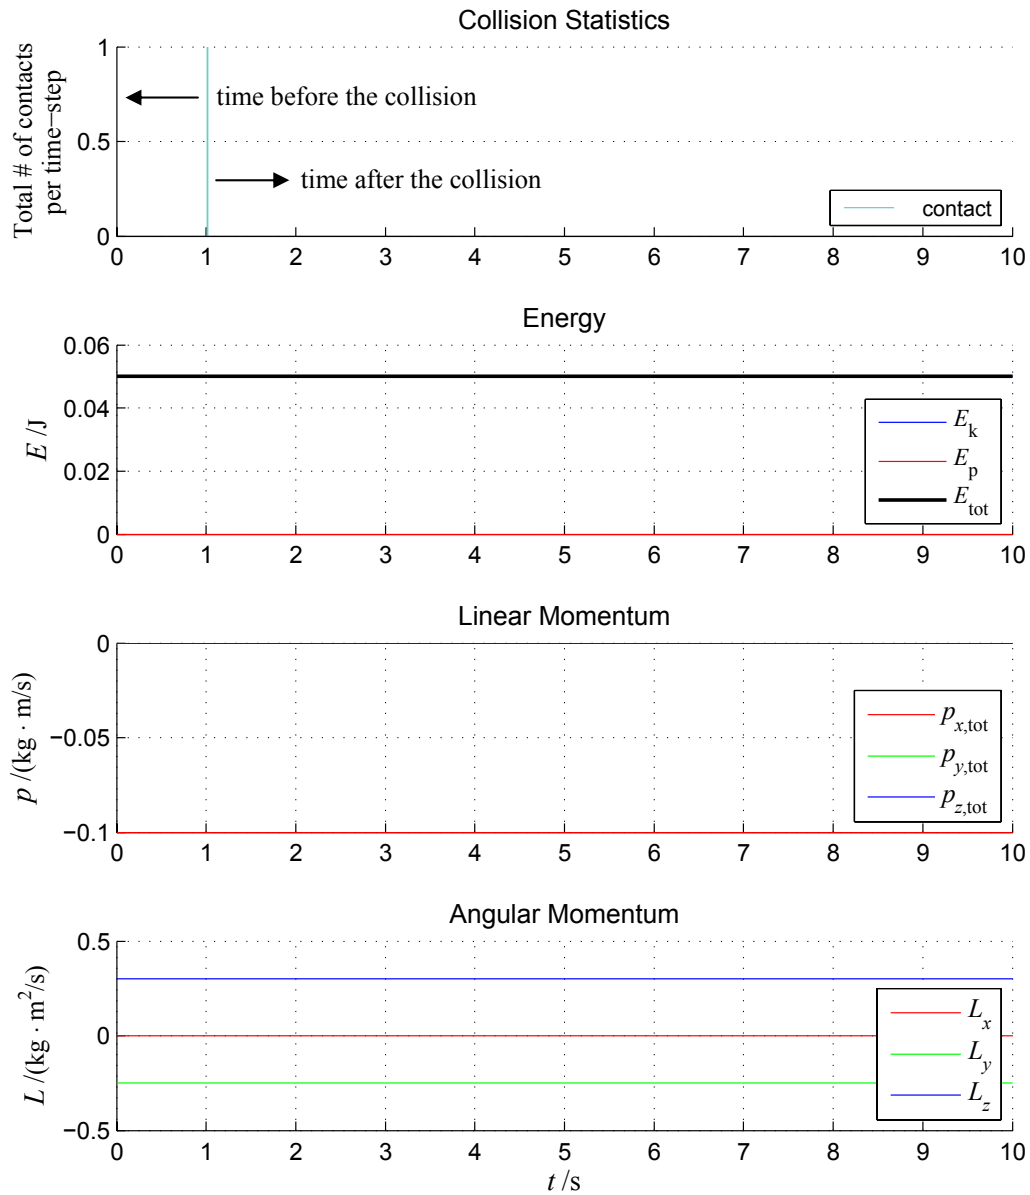 Collision Statistics
Total # of contacts
per time−step
1
0.5
0
time before the collision
time after the collision
contact
0 1 2 3 4 5 6 7 8 9 10
Energy
E /J
0.06
0.04
0.02
0
E_k
E_p
E_tot
0 1 2 3 4 5 6 7 8 9 10
Linear Momentum
p /(kg · m/s)
0
−0.05
−0.1
p_x,tot
p_y,tot
p_z,tot
0 1 2 3 4 5 6 7 8 9 10
Angular Momentum
L /(kg · m²/s)
0.5
0
−0.5
L_x
L_y
L_z
0 1 2 3 4 5 6 7 8 9 10
t /s